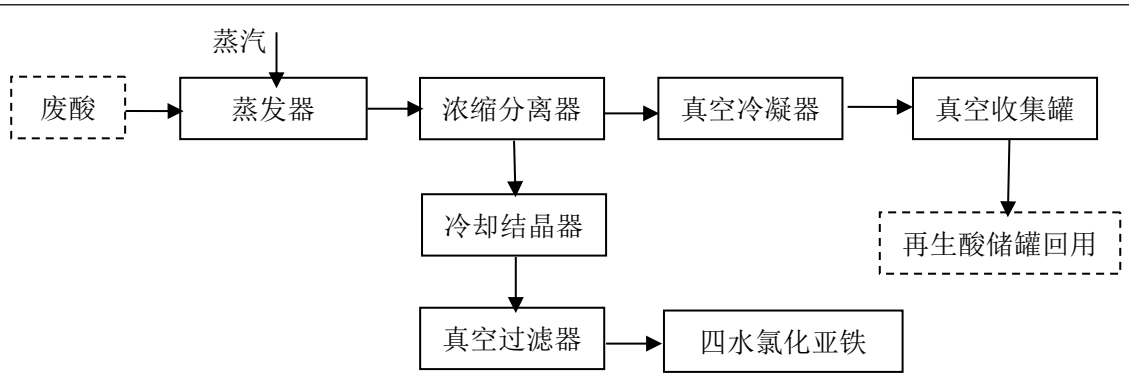 蒸汽
废酸
蒸发器
浓缩分离器
真空冷凝器
真空收集罐
冷却结晶器
再生酸储罐回用
真空过滤器
四水氯化亚铁